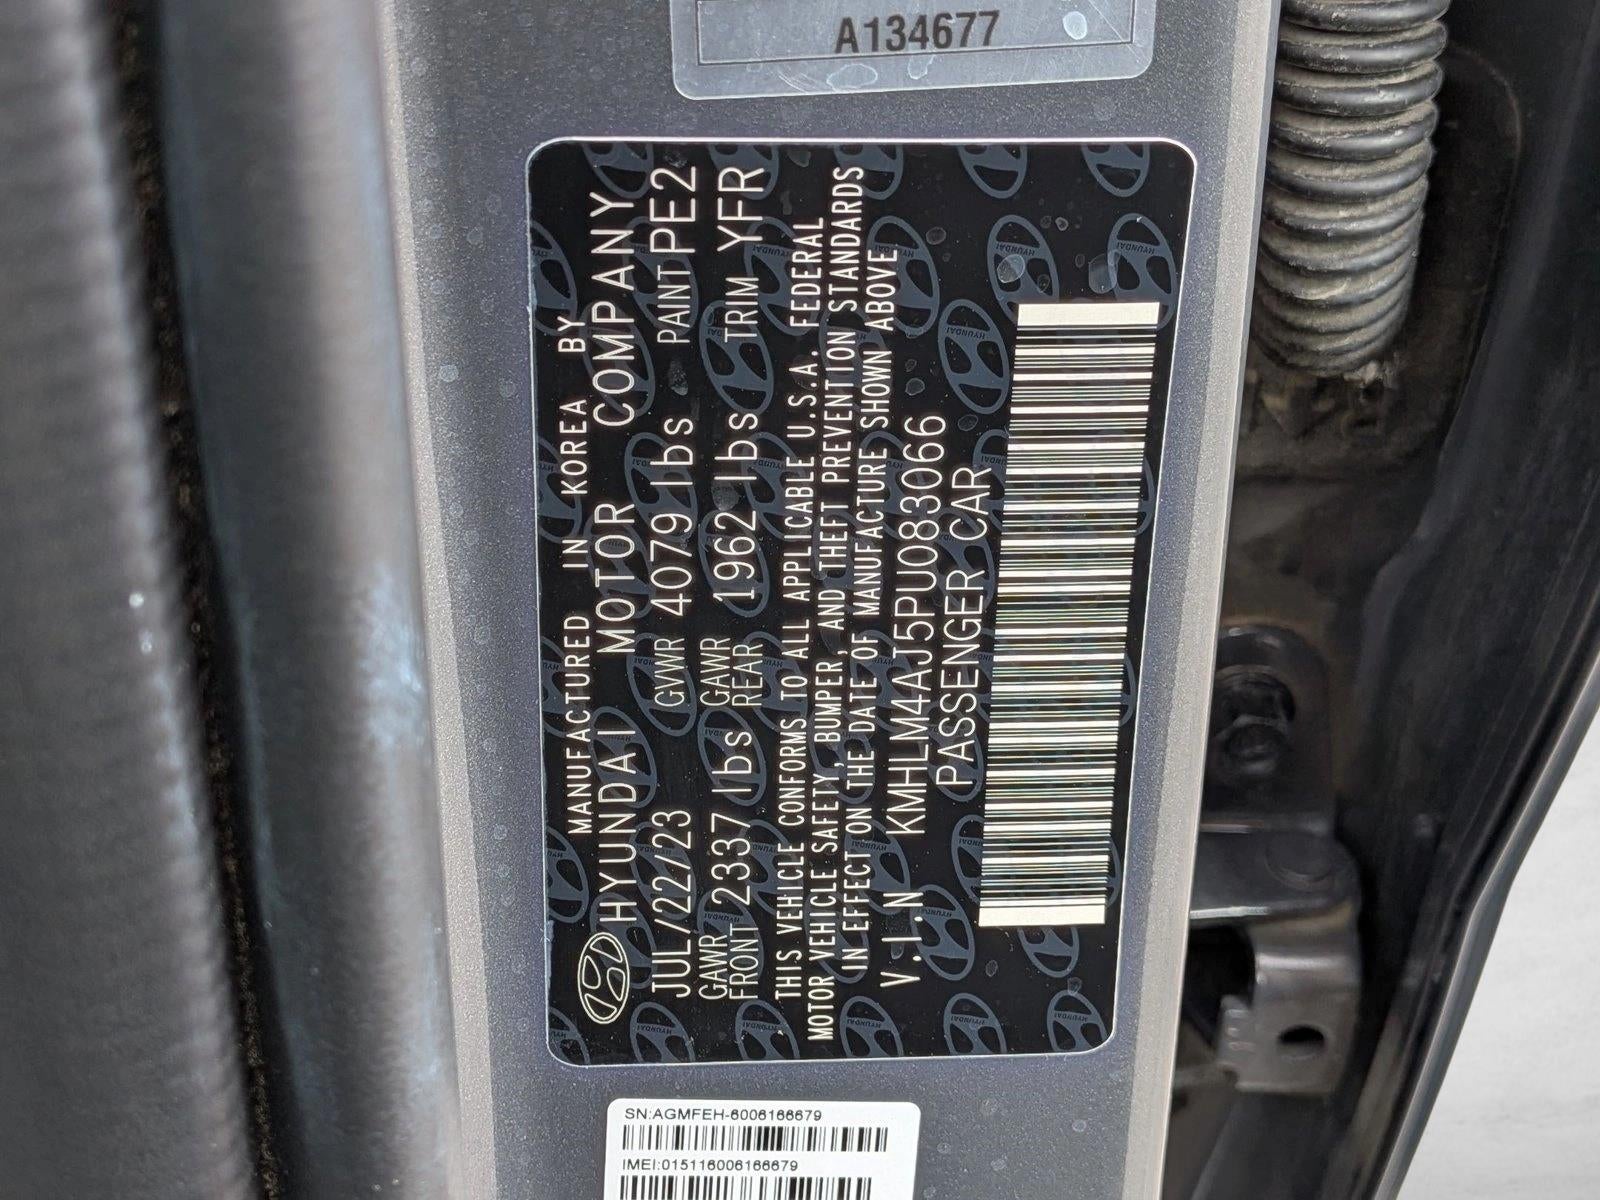 A134677
MANUFACTURED IN KOREA BY
HYUNDAI MOTOR COMPANY
JUL/22/23 GVWR 4079 lbs PAINT PE2
GAWR FRONT 2337 lbs GAWR REAR 1962 lbs TRIM YFR
THIS VEHICLE CONFORMS TO ALL APPLICABLE U.S.A. FEDERAL
MOTOR VEHICLE SAFETY, BUMPER, AND THEFT PREVENTION STANDARDS
IN EFFECT ON THE DATE OF MANUFACTURE SHOWN ABOVE.
V.I.N KMHLM4AJ5PU083066
PASSENGER CAR
SN:AGMFEH-6006166679
IMEI:015116006166679